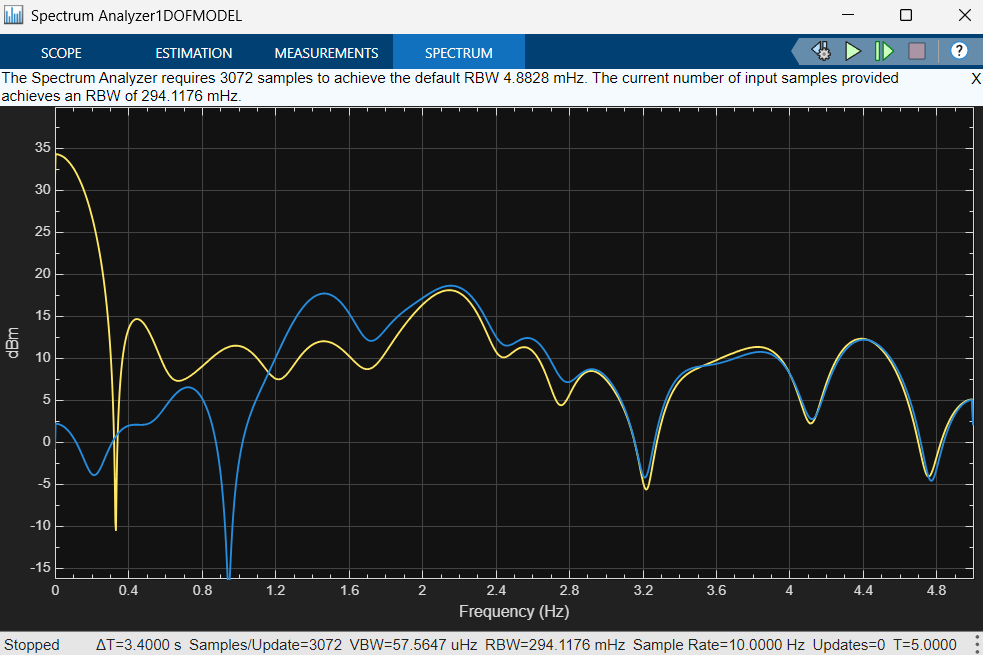 Spectrum Analyzer1DOFMODEL
SCOPE ESTIMATION MEASUREMENTS SPECTRUM ?
The Spectrum Analyzer requires 3072 samples to achieve the default RBW 4.8828 mHz. The current number of input samples provided X
achieves an RBW of 294.1176 mHz.
35
30
25
20
15
10
5
0
-5
-10
-15
dBm
0 0.4 0.8 1.2 1.6 2 2.4 2.8 3.2 3.6 4 4.4 4.8
Frequency (Hz)
Stopped ΔT=3.4000 s Samples/Update=3072 VBW=57.5647 uHz RBW=294.1176 mHz Sample Rate=10.0000 Hz Updates=0 T=5.0000